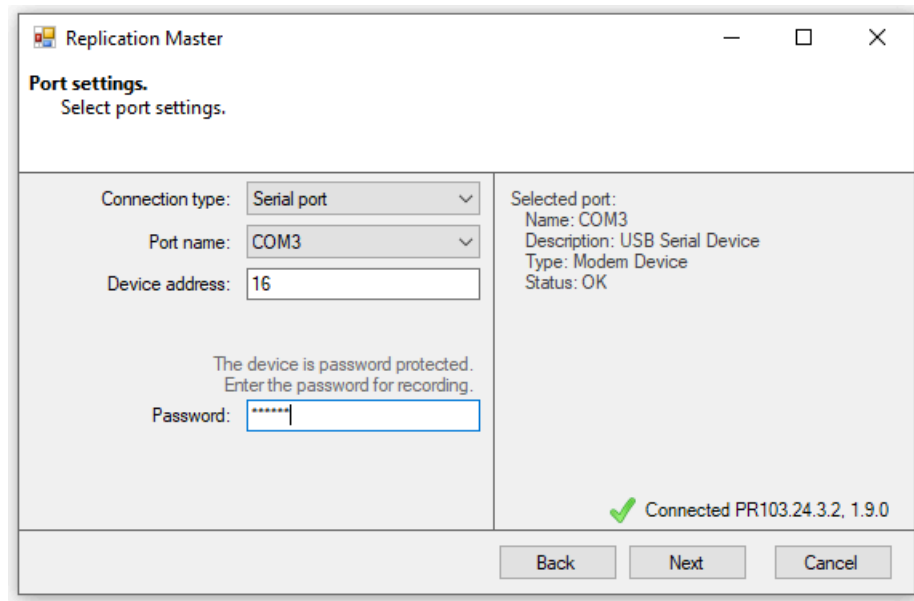 Replication Master
Port settings.
Select port settings.
Connection type: Serial port
Port name: COM3
Device address: 16
The device is password protected.
Enter the password for recording.
Password: ******
Selected port:
Name: COM3
Description: USB Serial Device
Type: Modem Device
Status: OK
Connected PR103.24.3.2, 1.9.0
Back Next Cancel